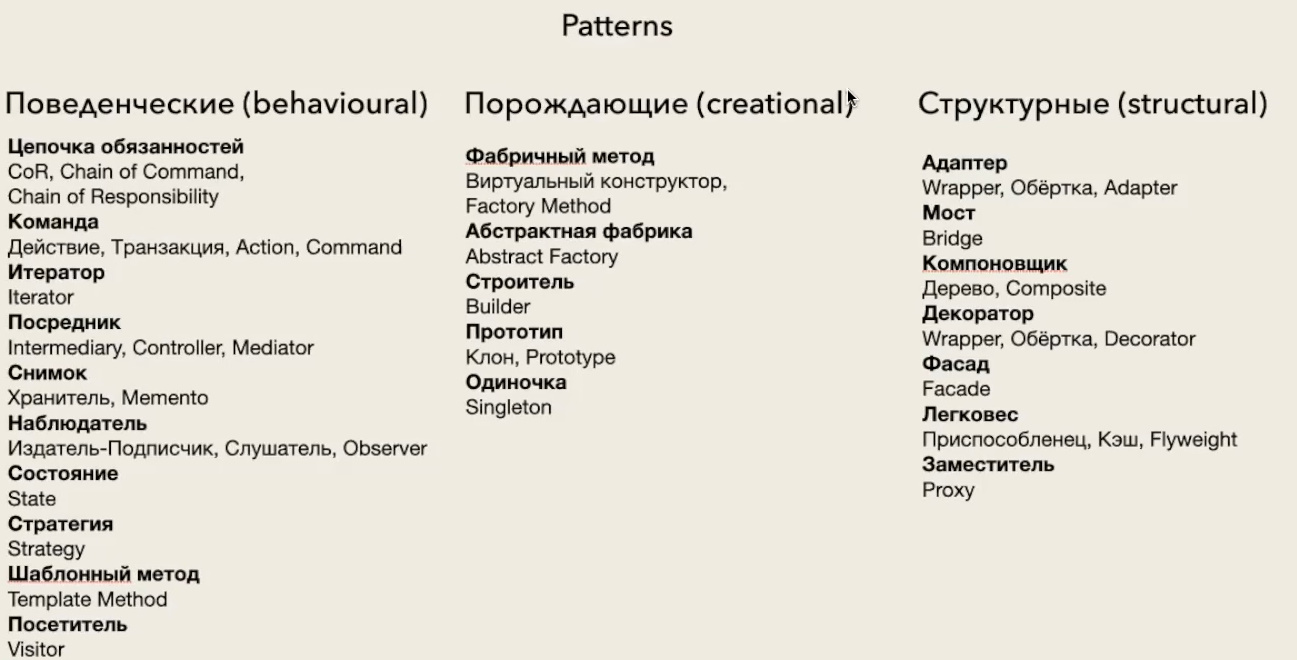 Patterns
Поведенческие (behavioural)
Цепочка обязанностей
CoR, Chain of Command,
Chain of Responsibility
Команда
Действие, Транзакция, Action, Command
Итератор
Iterator
Посредник
Intermediary, Controller, Mediator
Снимок
Хранитель, Memento
Наблюдатель
Издатель-Подписчик, Слушатель, Observer
Состояние
State
Стратегия
Strategy
Шаблонный метод
Template Method
Посетитель
Visitor
Порождающие (creational)
Фабричный метод
Виртуальный конструктор,
Factory Method
Абстрактная фабрика
Abstract Factory
Строитель
Builder
Прототип
Клон, Prototype
Одиночка
Singleton
Структурные (structural)
Адаптер
Wrapper, Обёртка, Adapter
Мост
Bridge
Компоновщик
Дерево, Composite
Декоратор
Wrapper, Обёртка, Decorator
Фасад
Facade
Легковес
Приспособленец, Кэш, Flyweight
Заместитель
Proxy